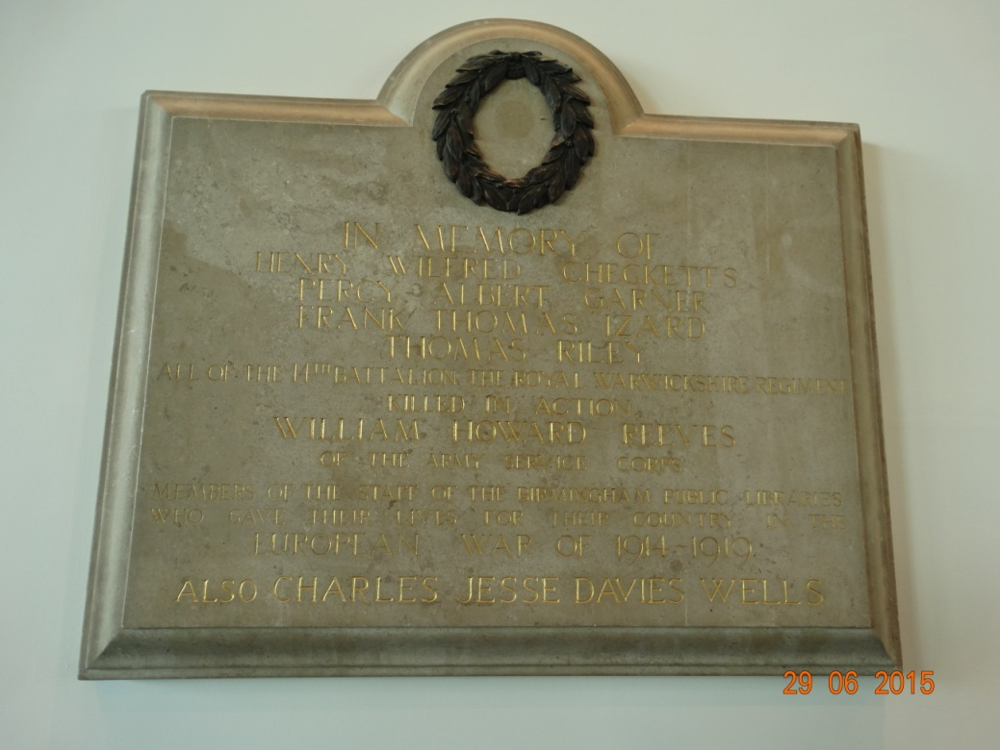 IN MEMORY OF
HENRY WILFRED CHECKETTS
PERCY ALBERT GARNER
FRANK THOMAS IZARD
THOMAS RILEY
ALL OF THE 14TH BATTALION THE ROYAL WARWICKSHIRE REGIMENT
KILLED IN ACTION.
WILLIAM HOWARD REEVES
OF THE ARMY SERVICE CORPS
MEMBERS OF THE STAFF OF THE BIRMINGHAM PUBLIC LIBRARIES
WHO GAVE THEIR LIVES FOR THEIR COUNTRY IN THE
EUROPEAN WAR OF 1914-1919
ALSO CHARLES JESSE DAVIES WELLS
29 06 2015